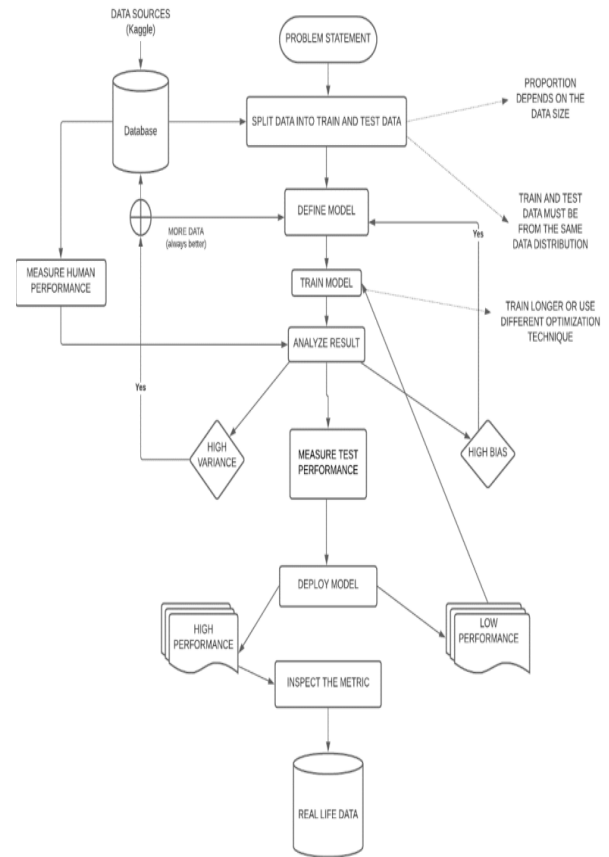 DATA SOURCES
(Kaggle)
PROBLEM STATEMENT
Database
SPLIT DATA INTO TRAIN AND TEST DATA
PROPORTION
DEPENDS ON THE
DATA SIZE
DEFINE MODEL
MORE DATA
(always better)
TRAIN AND TEST
DATA MUST BE
FROM THE SAME
DATA DISTRIBUTION
Yes
MEASURE HUMAN
PERFORMANCE
TRAIN MODEL
TRAIN LONGER OR USE
DIFFERENT OPTIMIZATION
TECHNIQUE
ANALYZE RESULT
Yes
HIGH
VARIANCE
MEASURE TEST
PERFORMANCE
HIGH BIAS
DEPLOY MODEL
HIGH
PERFORMANCE
LOW
PERFORMANCE
INSPECT THE METRIC
REAL LIFE DATA